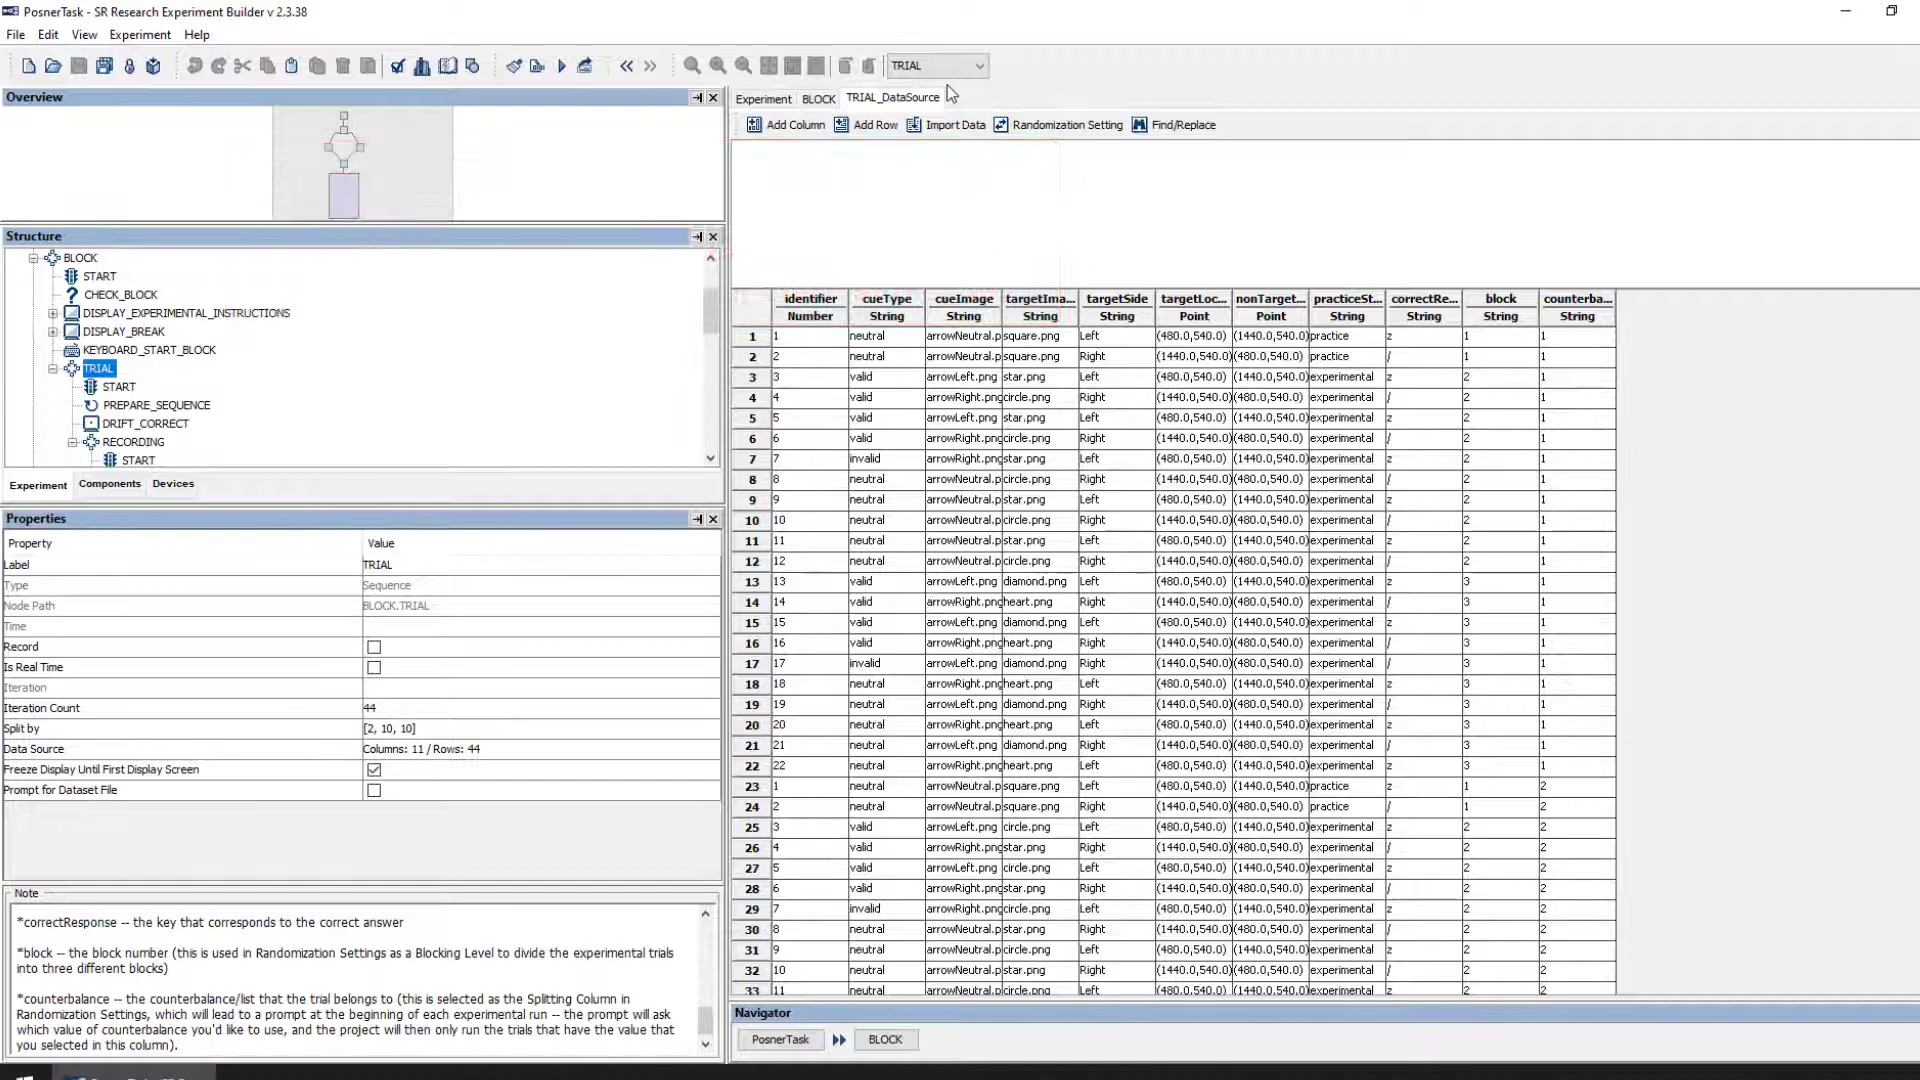 PosnerTask - SR Research Experiment Builder v 2.3.38
File Edit View Experiment Help
TRIAL
Overview
Experiment BLOCK TRIAL_DataSource
Add Column Add Row Import Data Randomization Setting Find/Replace
Structure
BLOCK
START
CHECK_BLOCK
DISPLAY_EXPERIMENTAL_INSTRUCTIONS
DISPLAY_BREAK
KEYBOARD_START_BLOCK
TRIAL
START
PREPARE_SEQUENCE
DRIFT_CORRECT
RECORDING
START
Experiment Components Devices
Properties
Property Value
Label TRIAL
Type Sequence
Node Path BLOCK.TRIAL
Time
Record
Is Real Time
Iteration
Iteration Count 44
Split by [2, 10, 10]
Data Source Columns: 11 / Rows: 44
Freeze Display Until First Display Screen
Prompt for Dataset File
Note
*correctResponse -- the key that corresponds to the correct answer
*block -- the block number (this is used in Randomization Settings as a Blocking Level to divide the experimental trials
into three different blocks)
*counterbalance -- the counterbalance/list that the trial belongs to (this is selected as the Splitting Column in
Randomization Settings, which will lead to a prompt at the beginning of each experimental run -- the prompt will ask
which value of counterbalance you'd like to use, and the project will then only run the trials that have the value that
you selected in this column).
identifier cueType cueImage targetIma... targetSide targetLoc... nonTarget... practiceSt... correctRe... block counterba...
Number String String String String Point Point String String String String
1 1 neutral arrowNeutral.p square.png Left (480.0,540.0) (1440.0,540.0) practice z 1 1
2 2 neutral arrowNeutral.p square.png Right (1440.0,540.0) (480.0,540.0) practice / 1 1
3 3 valid arrowLeft.png star.png Left (480.0,540.0) (1440.0,540.0) experimental z 2 1
4 4 valid arrowRight.png circle.png Right (1440.0,540.0) (480.0,540.0) experimental / 2 1
5 5 valid arrowLeft.png star.png Left (480.0,540.0) (1440.0,540.0) experimental z 2 1
6 6 valid arrowRight.png circle.png Right (1440.0,540.0) (480.0,540.0) experimental / 2 1
7 7 invalid arrowRight.png star.png Left (480.0,540.0) (1440.0,540.0) experimental z 2 1
8 8 neutral arrowNeutral.p circle.png Right (1440.0,540.0) (480.0,540.0) experimental / 2 1
9 9 neutral arrowNeutral.p star.png Left (480.0,540.0) (1440.0,540.0) experimental z 2 1
10 10 neutral arrowNeutral.p circle.png Right (1440.0,540.0) (480.0,540.0) experimental / 2 1
11 11 neutral arrowNeutral.p star.png Left (480.0,540.0) (1440.0,540.0) experimental z 2 1
12 12 neutral arrowNeutral.p circle.png Right (1440.0,540.0) (480.0,540.0) experimental / 2 1
13 13 valid arrowLeft.png diamond.png Left (480.0,540.0) (1440.0,540.0) experimental z 3 1
14 14 valid arrowRight.png heart.png Right (1440.0,540.0) (480.0,540.0) experimental / 3 1
15 15 valid arrowLeft.png diamond.png Left (480.0,540.0) (1440.0,540.0) experimental z 3 1
16 16 valid arrowRight.png heart.png Right (1440.0,540.0) (480.0,540.0) experimental / 3 1
17 17 invalid arrowLeft.png diamond.png Right (1440.0,540.0) (480.0,540.0) experimental / 3 1
18 18 neutral arrowRight.png heart.png Left (480.0,540.0) (1440.0,540.0) experimental z 3 1
19 19 neutral arrowLeft.png diamond.png Right (1440.0,540.0) (480.0,540.0) experimental / 3 1
20 20 neutral arrowRight.png heart.png Left (480.0,540.0) (1440.0,540.0) experimental z 3 1
21 21 neutral arrowLeft.png diamond.png Right (1440.0,540.0) (480.0,540.0) experimental / 3 1
22 22 neutral arrowRight.png heart.png Left (480.0,540.0) (1440.0,540.0) experimental z 3 1
23 1 neutral arrowNeutral.p square.png Left (480.0,540.0) (1440.0,540.0) practice z 1 2
24 2 neutral arrowNeutral.p square.png Right (1440.0,540.0) (480.0,540.0) practice / 1 2
25 3 valid arrowLeft.png circle.png Left (480.0,540.0) (1440.0,540.0) experimental z 2 2
26 4 valid arrowRight.png star.png Right (1440.0,540.0) (480.0,540.0) experimental / 2 2
27 5 valid arrowLeft.png circle.png Left (480.0,540.0) (1440.0,540.0) experimental z 2 2
28 6 valid arrowRight.png star.png Right (1440.0,540.0) (480.0,540.0) experimental / 2 2
29 7 invalid arrowRight.png circle.png Left (480.0,540.0) (1440.0,540.0) experimental z 2 2
30 8 neutral arrowNeutral.p star.png Right (1440.0,540.0) (480.0,540.0) experimental / 2 2
31 9 neutral arrowNeutral.p circle.png Left (480.0,540.0) (1440.0,540.0) experimental z 2 2
32 10 neutral arrowNeutral.p star.png Right (1440.0,540.0) (480.0,540.0) experimental / 2 2
33 11 neutral arrowNeutral.p circle.png Left (480.0,540.0) (1440.0,540.0) experimental z 2 2
Navigator
PosnerTask BLOCK